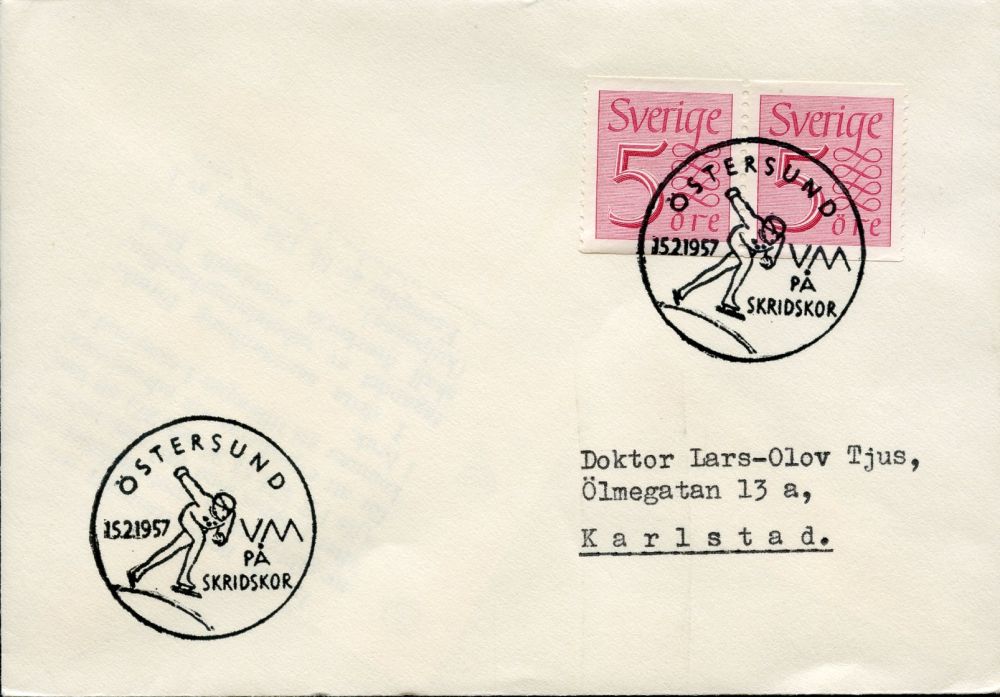 Sverige
5
öre
Sverige
5
öre
ÖSTERSUND
15.2.1957
VM
PÅ
SKRIDSKOR
Doktor Lars-Olov Tjus,
Ölmegatan 13 a,
Karlstad.
ÖSTERSUND
15.2.1957
VM
PÅ
SKRIDSKOR